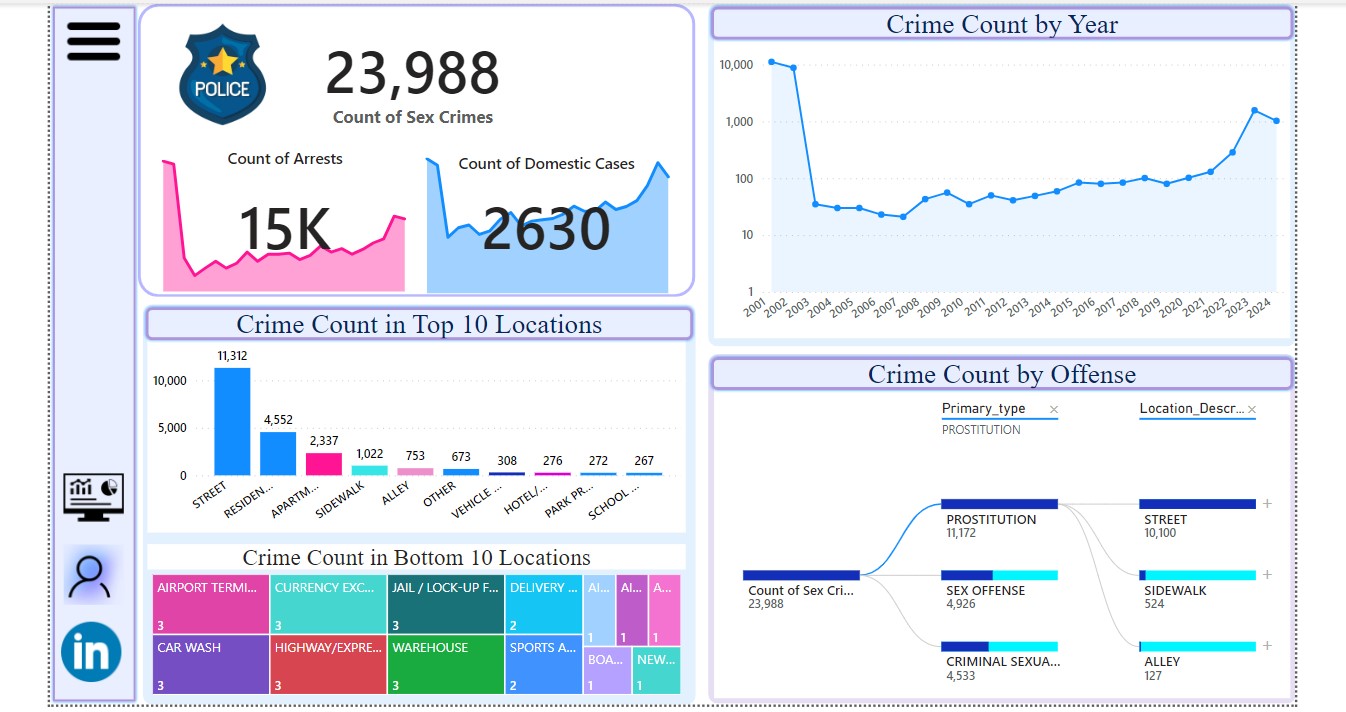 POLICE
23,988
Count of Sex Crimes
Count of Arrests
15K
Count of Domestic Cases
2630
Crime Count in Top 10 Locations
10,000
5,000
0
11,312
4,552
2,337
1,022
753
673
308
276
272
267
STREET
RESIDEN...
APARTM...
SIDEWALK
ALLEY
OTHER
VEHICLE ...
HOTEL/...
PARK PR...
SCHOOL ...
Crime Count in Bottom 10 Locations
AIRPORT TERMI...
3
CURRENCY EXC...
3
JAIL / LOCK-UP F...
3
DELIVERY ...
2
AI...
1
AI...
1
A...
1
CAR WASH
3
HIGHWAY/EXPRE...
3
WAREHOUSE
3
SPORTS A...
2
BOA...
1
NEW...
1
in
Crime Count by Year
10,000
1,000
100
10
1
2001
2002
2003
2004
2005
2006
2007
2008
2009
2010
2011
2012
2013
2014
2015
2016
2017
2018
2019
2020
2021
2022
2023
2024
Crime Count by Offense
Primary_type
PROSTITUTION
Location_Descr...
Count of Sex Cri...
23,988
PROSTITUTION
11,172
SEX OFFENSE
4,926
CRIMINAL SEXUA...
4,533
STREET
10,100
SIDEWALK
524
ALLEY
127